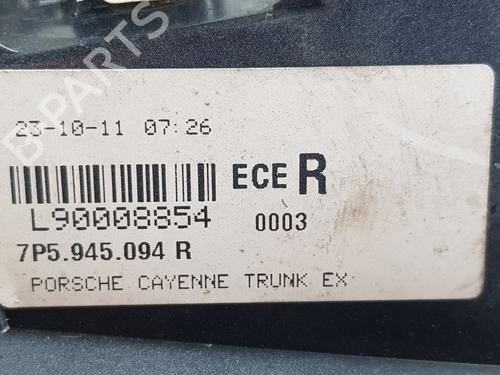 23-10-11 07:26
ECE R
L90008854
0003
7P5.945.094 R
PORSCHE CAYENNE TRUNK EX
B-PARTS